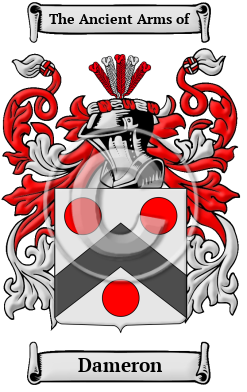 The Ancient Arms of
Dameron